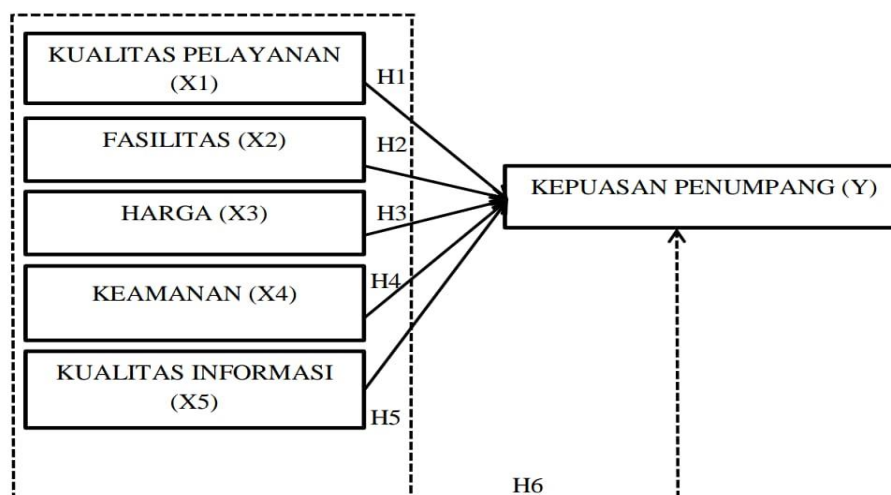 KUALITAS PELAYANAN
(X1)
H1
FASILITAS (X2)
H2
HARGA (X3)
H3
KEAMANAN (X4)
H4
KUALITAS INFORMASI
(X5)
H5
KEPUASAN PENUMPANG (Y)
H6